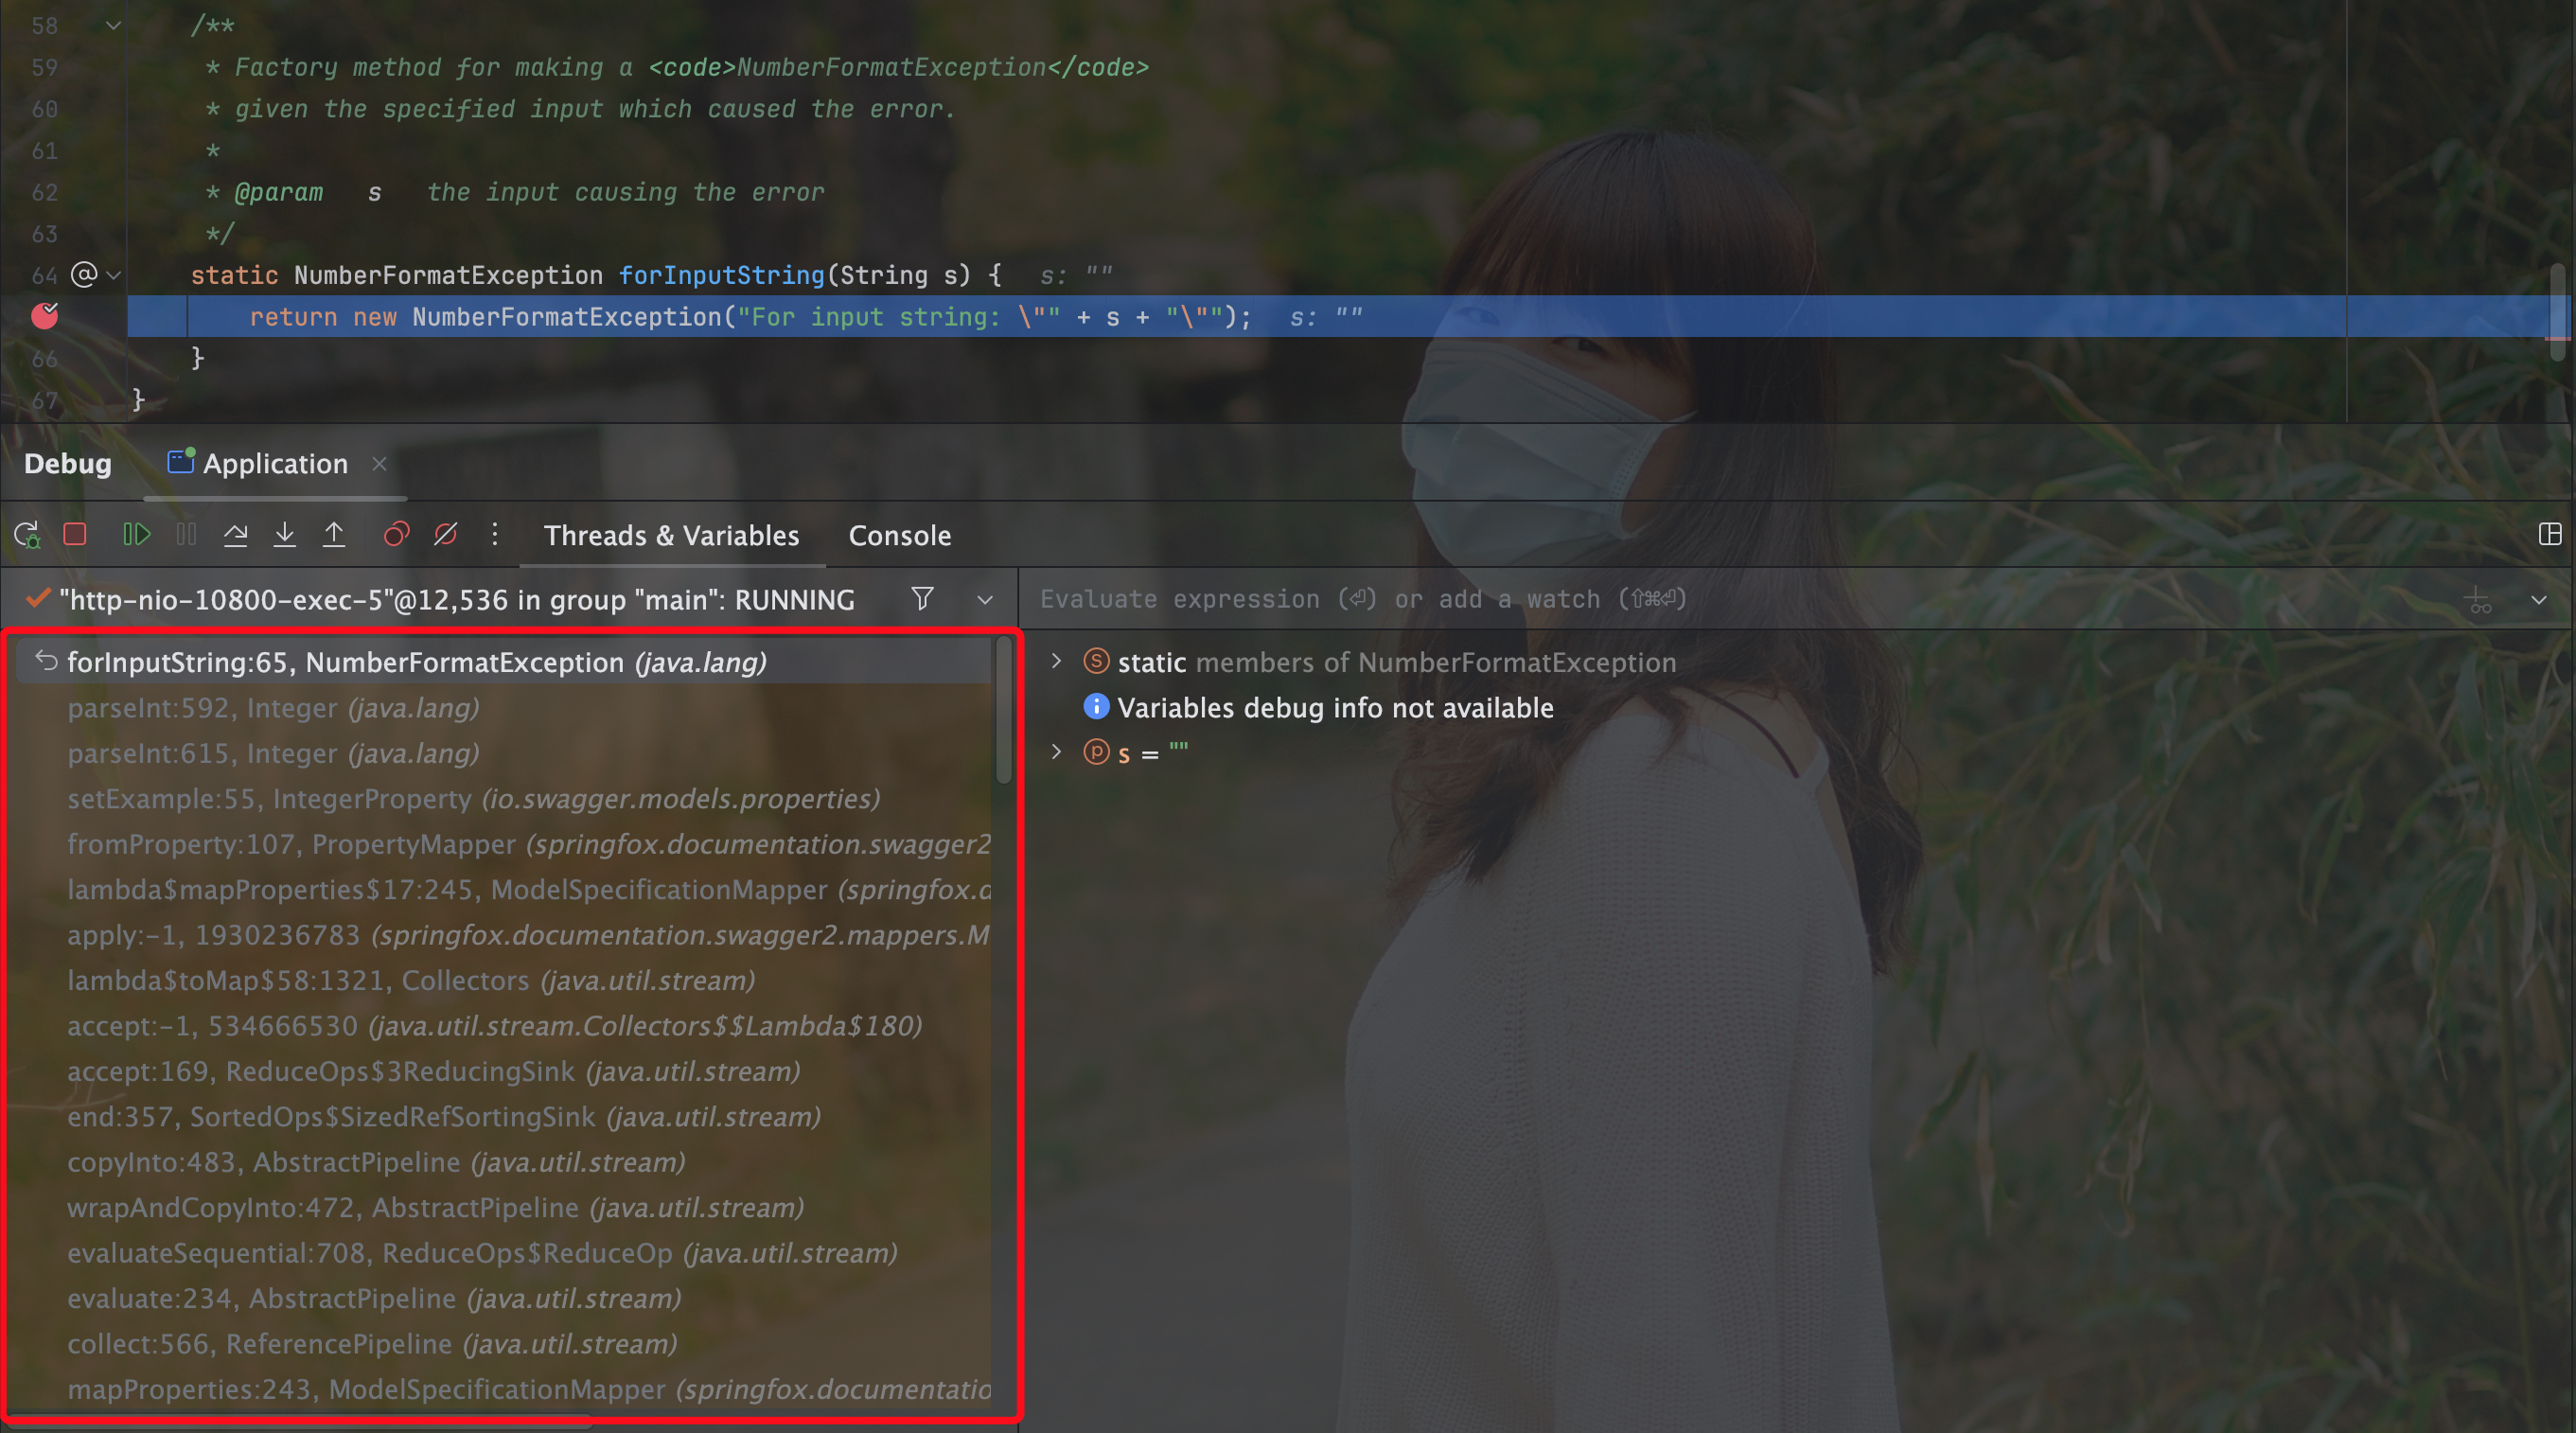 58 /**
59 * Factory method for making a <code>NumberFormatException</code>
60 * given the specified input which caused the error.
61 *
62 * @param s the input causing the error
63 */
64 @ static NumberFormatException forInputString(String s) { s: ""
return new NumberFormatException("For input string: \"" + s + "\""); s: ""
66 }
67 }
Debug Application
Threads & Variables Console
"http-nio-10800-exec-5"@12,536 in group "main": RUNNING
Evaluate expression (⏎) or add a watch (⇧⌘⏎)
forInputString:65, NumberFormatException (java.lang)
parseInt:592, Integer (java.lang)
parseInt:615, Integer (java.lang)
setExample:55, IntegerProperty (io.swagger.models.properties)
fromProperty:107, PropertyMapper (springfox.documentation.swagger2
lambda$mapProperties$17:245, ModelSpecificationMapper (springfox.d
apply:-1, 1930236783 (springfox.documentation.swagger2.mappers.M
lambda$toMap$58:1321, Collectors (java.util.stream)
accept:-1, 534666530 (java.util.stream.Collectors$$Lambda$180)
accept:169, ReduceOps$3ReducingSink (java.util.stream)
end:357, SortedOps$SizedRefSortingSink (java.util.stream)
copyInto:483, AbstractPipeline (java.util.stream)
wrapAndCopyInto:472, AbstractPipeline (java.util.stream)
evaluateSequential:708, ReduceOps$ReduceOp (java.util.stream)
evaluate:234, AbstractPipeline (java.util.stream)
collect:566, ReferencePipeline (java.util.stream)
mapProperties:243, ModelSpecificationMapper (springfox.documentatio
static members of NumberFormatException
Variables debug info not available
s = ""